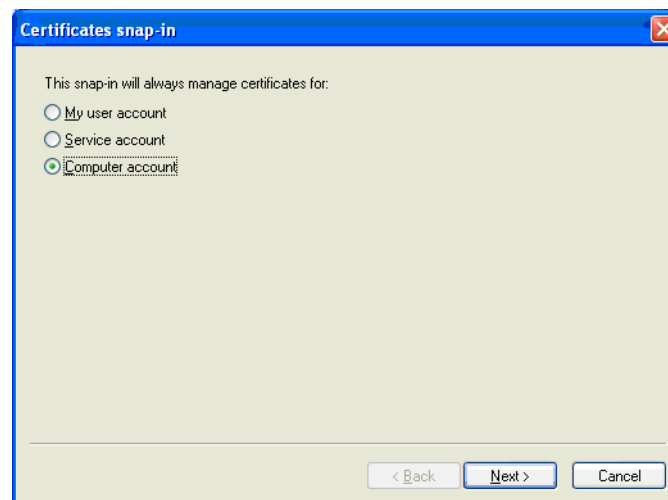 Certificates snap-in
This snap-in will always manage certificates for:
My user account
Service account
Computer account
< Back Next > Cancel